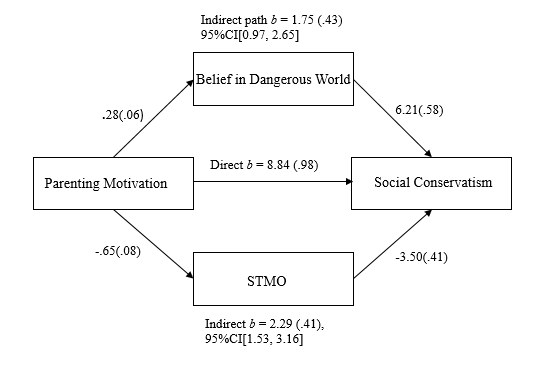 Indirect path b = 1.75 (.43)
95%CI[0.97, 2.65]
Belief in Dangerous World
.28(.06)
6.21(.58)
Direct b = 8.84 (.98)
Parenting Motivation
Social Conservatism
-.65(.08)
-3.50(.41)
STMO
Indirect b = 2.29 (.41),
95%CI[1.53, 3.16]